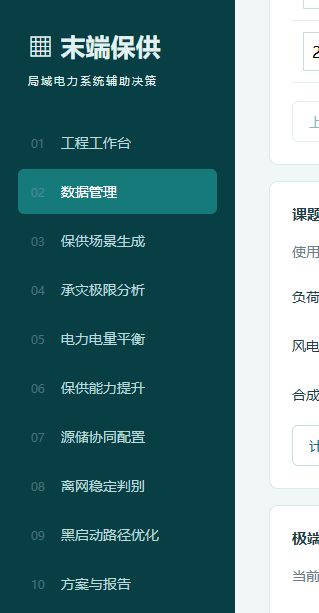 末端保供
局域电力系统辅助决策
01 工程工作台
02 数据管理
03 保供场景生成
04 承灾极限分析
05 电力电量平衡
06 保供能力提升
07 源储协同配置
08 离网稳定判别
09 黑启动路径优化
10 方案与报告
2
上
课题
使用
负荷
风电
合成
计
极端
当前